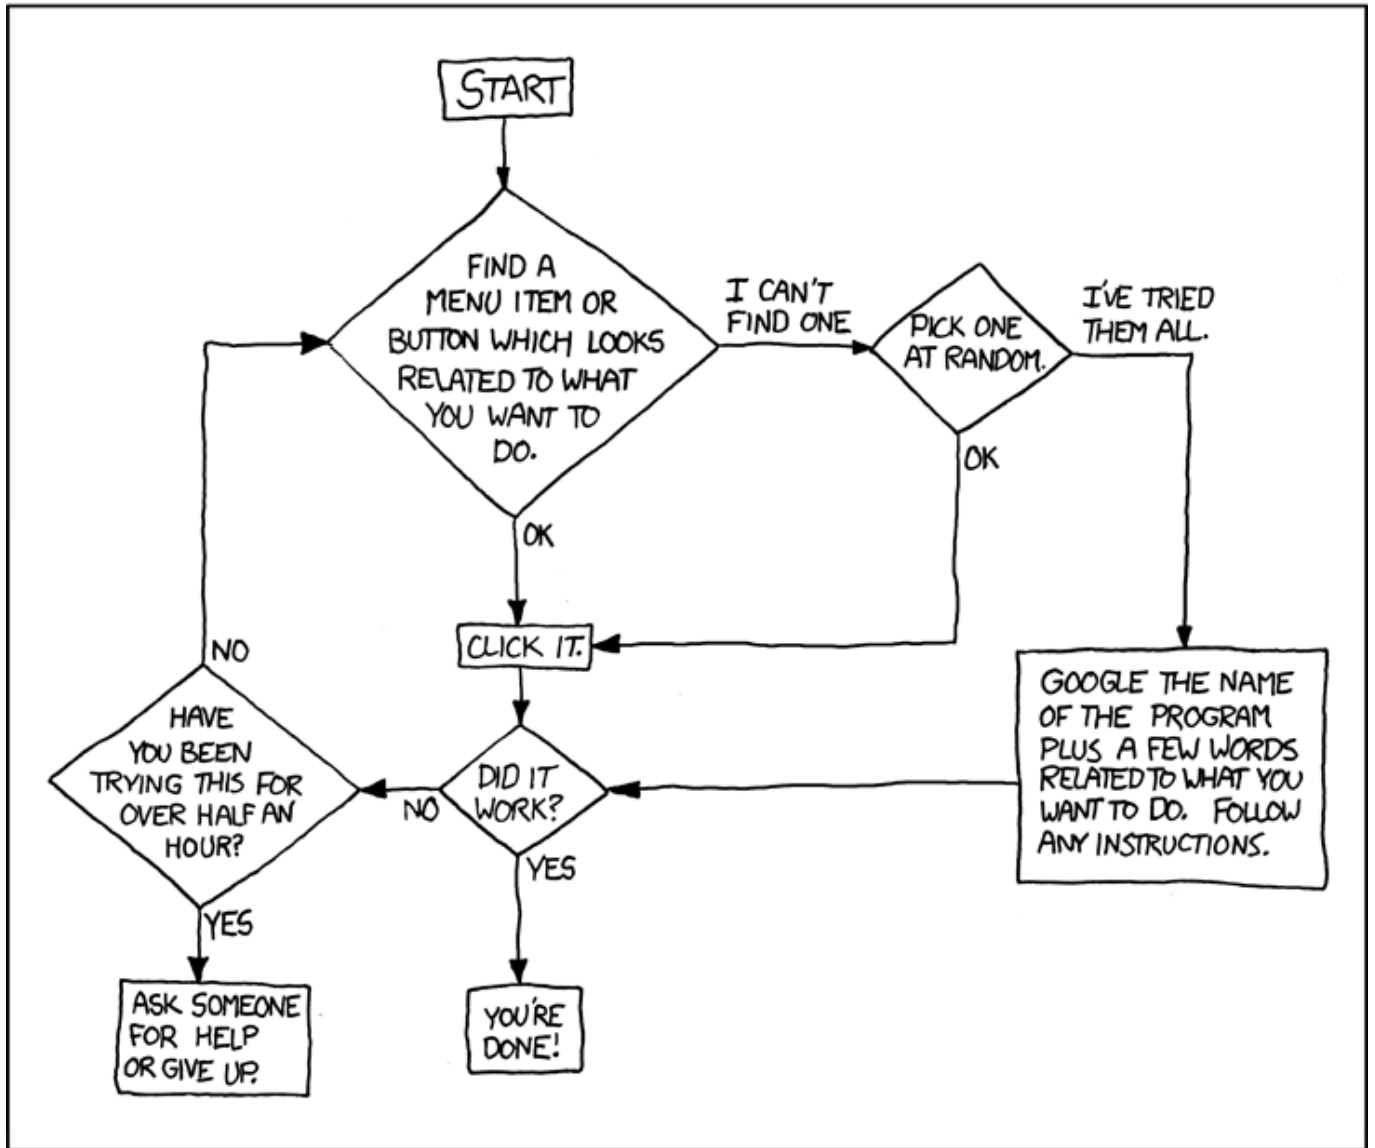 START
FIND A
MENU ITEM OR
BUTTON WHICH LOOKS
RELATED TO WHAT
YOU WANT TO
DO.
I CAN'T
FIND ONE
PICK ONE
AT RANDOM.
I'VE TRIED
THEM ALL.
OK
OK
CLICK IT.
NO
HAVE
YOU BEEN
TRYING THIS FOR
OVER HALF AN
HOUR?
NO
DID IT
WORK?
GOOGLE THE NAME
OF THE PROGRAM
PLUS A FEW WORDS
RELATED TO WHAT YOU
WANT TO DO. FOLLOW
ANY INSTRUCTIONS.
YES
YES
ASK SOMEONE
FOR HELP
OR GIVE UP.
YOU'RE
DONE!